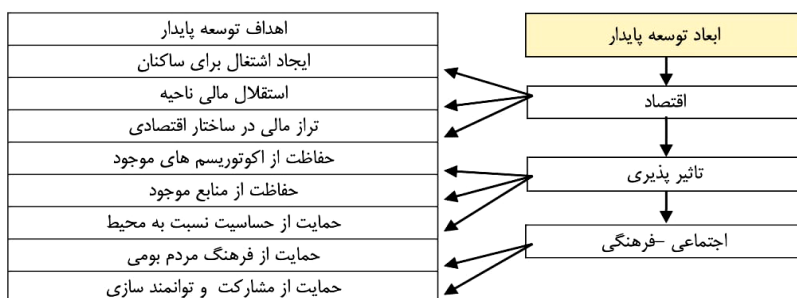 ابعاد توسعه پایدار
اقتصاد
تاثیر پذیری
اجتماعی –فرهنگی
اهداف توسعه پایدار
ایجاد اشتغال برای ساکنان
استقلال مالی ناحیه
تراز مالی در ساختار اقتصادی
حفاظت از اکوتوریسم های موجود
حفاظت از منابع موجود
حمایت از حساسیت نسبت به محیط
حمایت از فرهنگ مردم بومی
حمایت از مشارکت و توانمند سازی